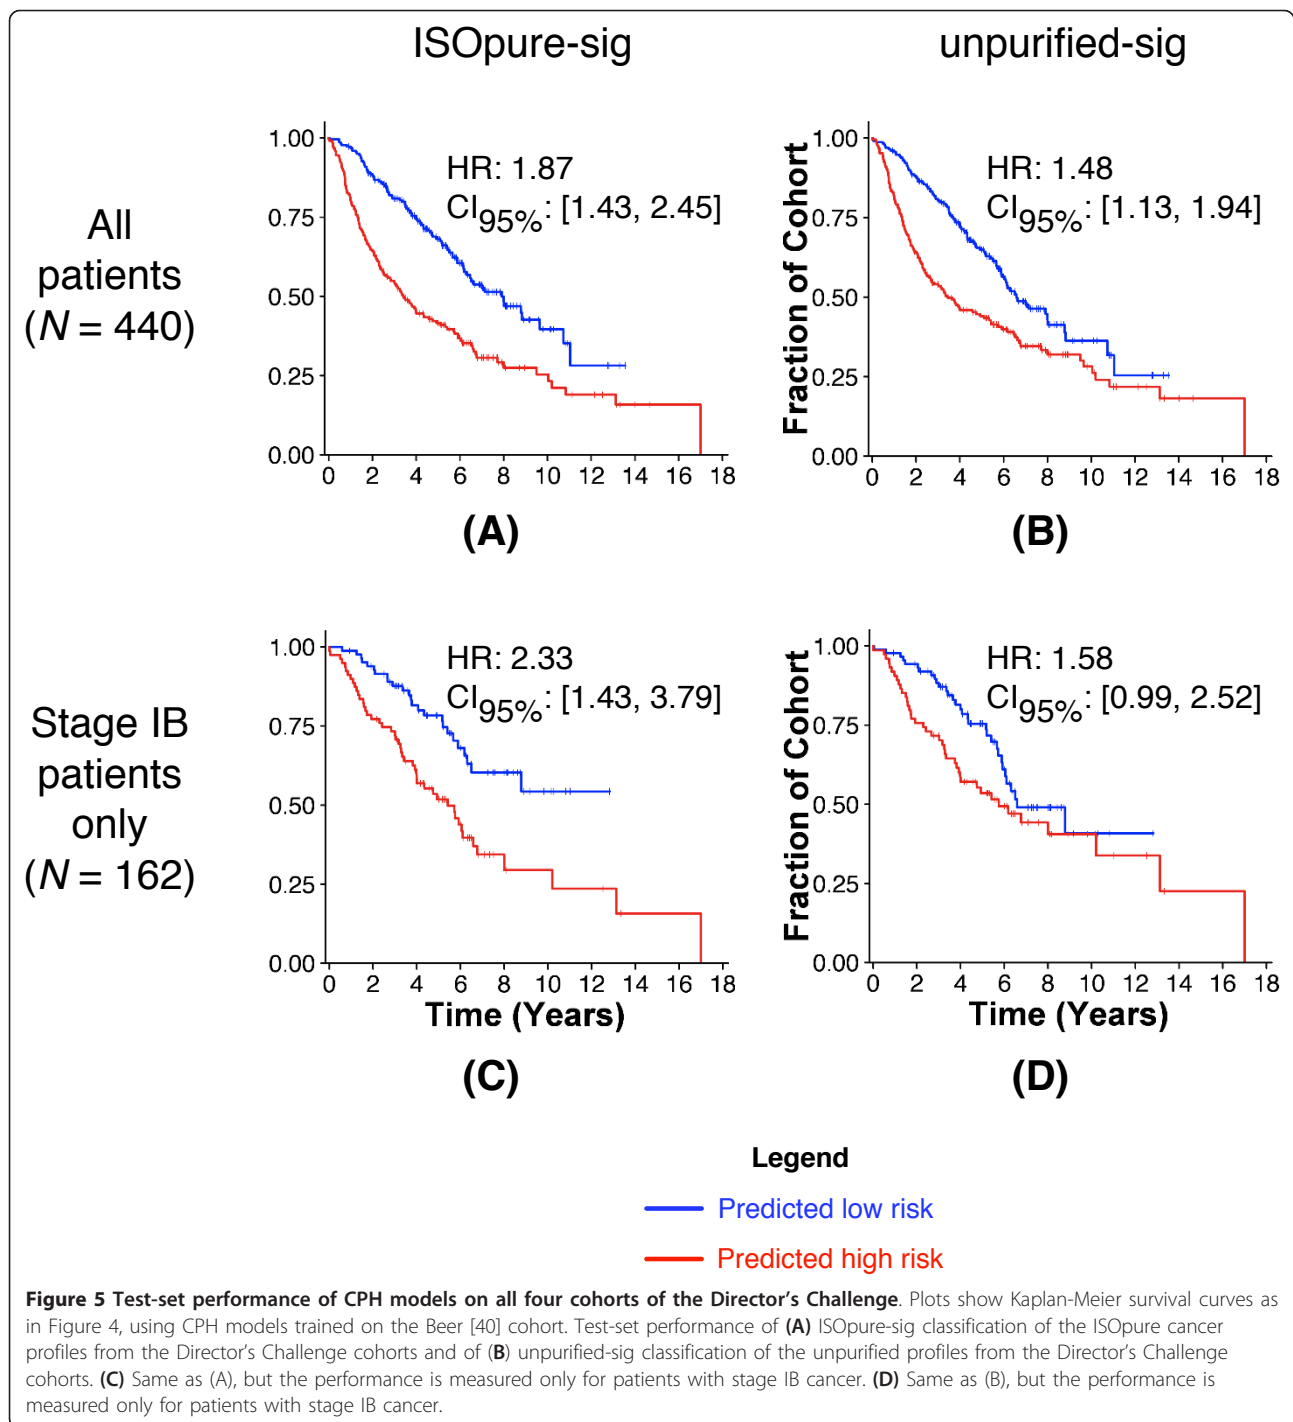 ISOpure-sig
unpurified-sig
All
patients
(N = 440)
1.00
0.75
0.50
0.25
0.00
HR: 1.87
CI95%: [1.43, 2.45]
0 2 4 6 8 10 12 14 16 18
(A)
Fraction of Cohort
1.00
0.75
0.50
0.25
0.00
HR: 1.48
CI95%: [1.13, 1.94]
0 2 4 6 8 10 12 14 16 18
(B)
Stage IB
patients
only
(N = 162)
1.00
0.75
0.50
0.25
0.00
HR: 2.33
CI95%: [1.43, 3.79]
0 2 4 6 8 10 12 14 16 18
Time (Years)
(C)
Fraction of Cohort
1.00
0.75
0.50
0.25
0.00
HR: 1.58
CI95%: [0.99, 2.52]
0 2 4 6 8 10 12 14 16 18
Time (Years)
(D)
Legend
Predicted low risk
Predicted high risk
Figure 5 Test-set performance of CPH models on all four cohorts of the Director's Challenge. Plots show Kaplan-Meier survival curves as
in Figure 4, using CPH models trained on the Beer [40] cohort. Test-set performance of (A) ISOpure-sig classification of the ISOpure cancer
profiles from the Director's Challenge cohorts and of (B) unpurified-sig classification of the unpurified profiles from the Director's Challenge
cohorts. (C) Same as (A), but the performance is measured only for patients with stage IB cancer. (D) Same as (B), but the performance is
measured only for patients with stage IB cancer.